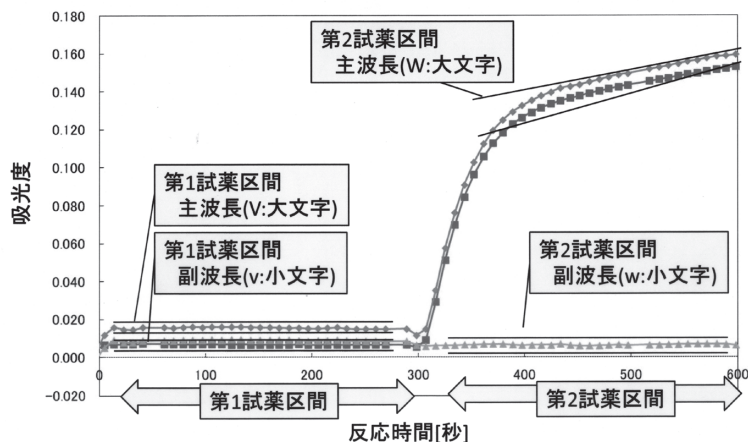 0.180
0.160
0.140
0.120
0.100
0.080
0.060
0.040
0.020
0.000
-0.020
吸光度
第2試薬区間
主波長(W:大文字)
第1試薬区間
主波長(V:大文字)
第1試薬区間
副波長(v:小文字)
第2試薬区間
副波長(w:小文字)
0
100
200
300
400
500
600
第1試薬区間
第2試薬区間
反応時間[秒]